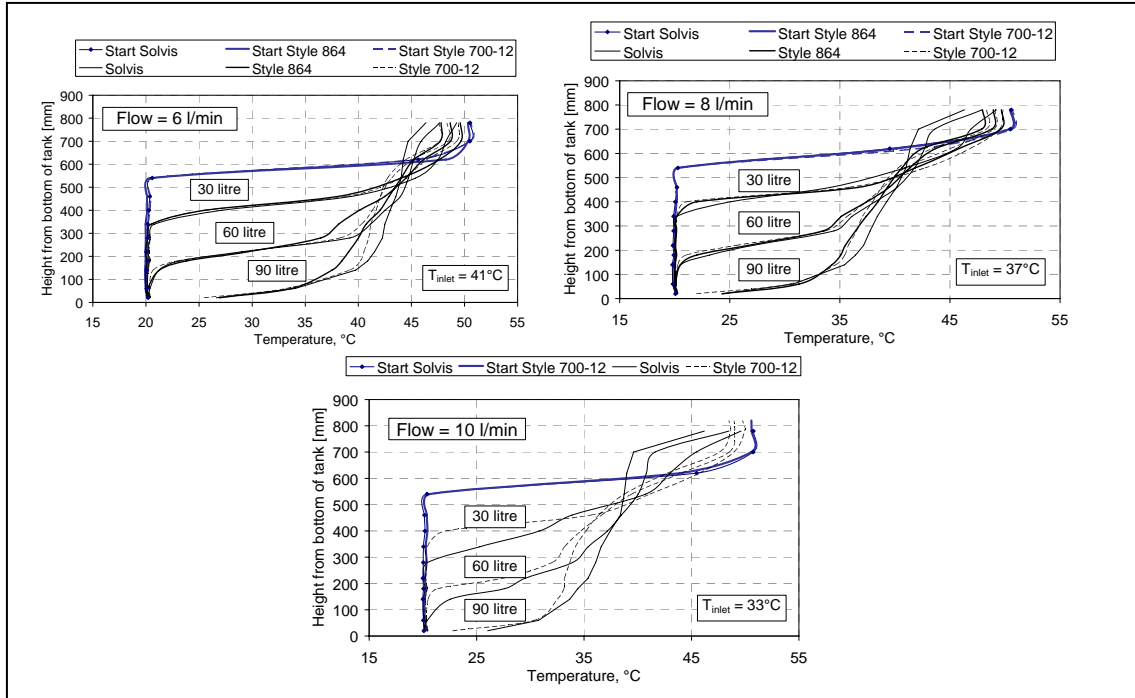 Start Solvis Start Style 864 Start Style 700-12
Solvis Style 864 Style 700-12
900
800
700
600
500
400
300
200
100
0
Height from bottom of tank [mm]
Flow = 6 l/min
30 litre
60 litre
90 litre
Tinlet = 41°C
15 20 25 30 35 40 45 50 55
Temperature, °C
Start Solvis Start Style 864 Start Style 700-12
Solvis Style 864 Style 700-12
900
800
700
600
500
400
300
200
100
0
Height from bottom of tank [mm]
Flow = 8 l/min
30 litre
60 litre
90 litre
Tinlet = 37°C
15 25 35 45 55
Temperature, °C
Start Solvis Start Style 700-12 Solvis Style 700-12
900
800
700
600
500
400
300
200
100
0
Height from bottom of tank [mm]
Flow = 10 l/min
30 litre
60 litre
90 litre
Tinlet = 33°C
15 25 35 45 55
Temperature, °C